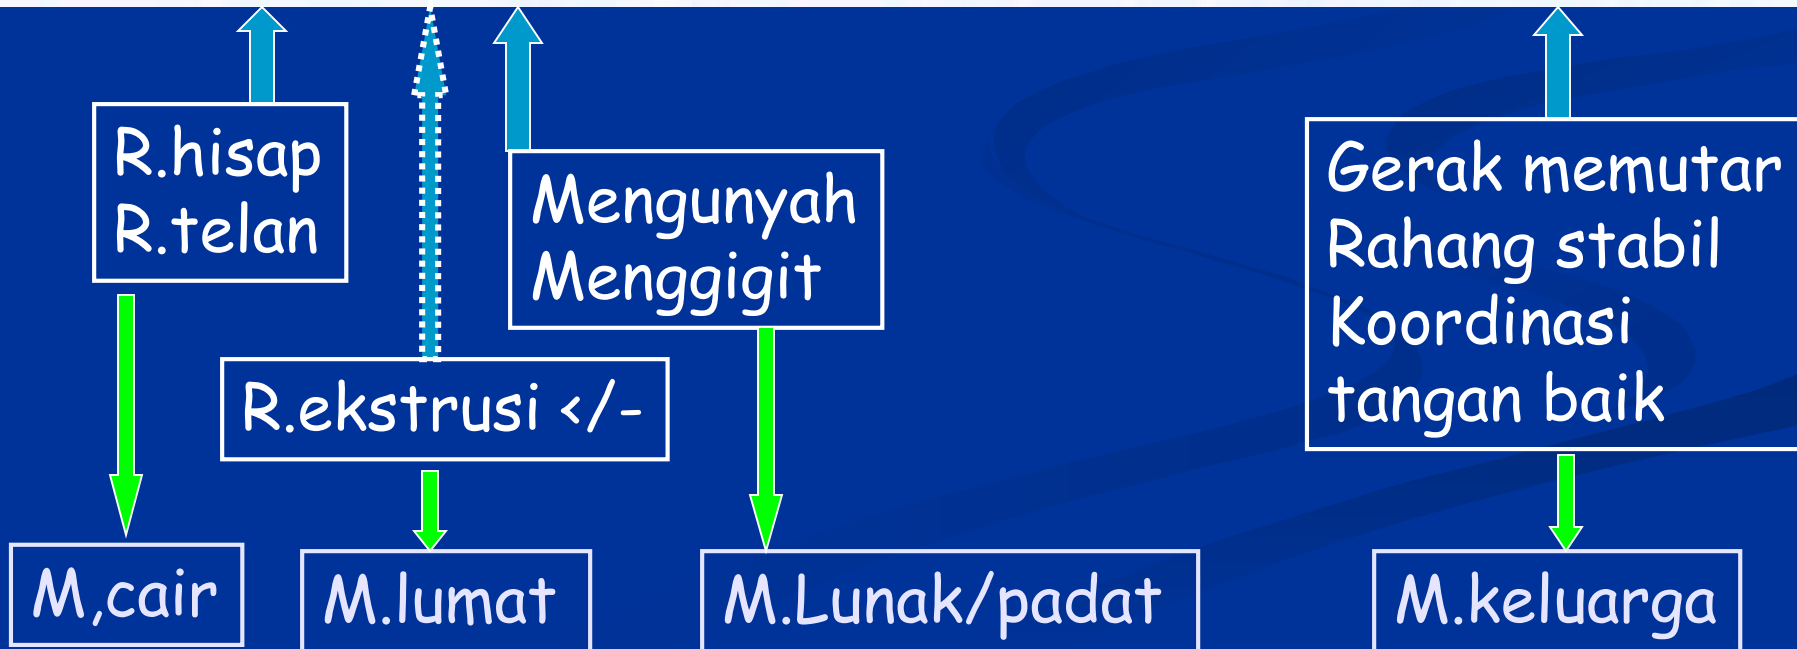 R.hisap
R.telan
Mengunyah
Menggigit
Gerak memutar
Rahang stabil
Koordinasi
tangan baik
R.ekstrusi </-
M,cair
M.lumat
M.Lunak/padat
M.keluarga